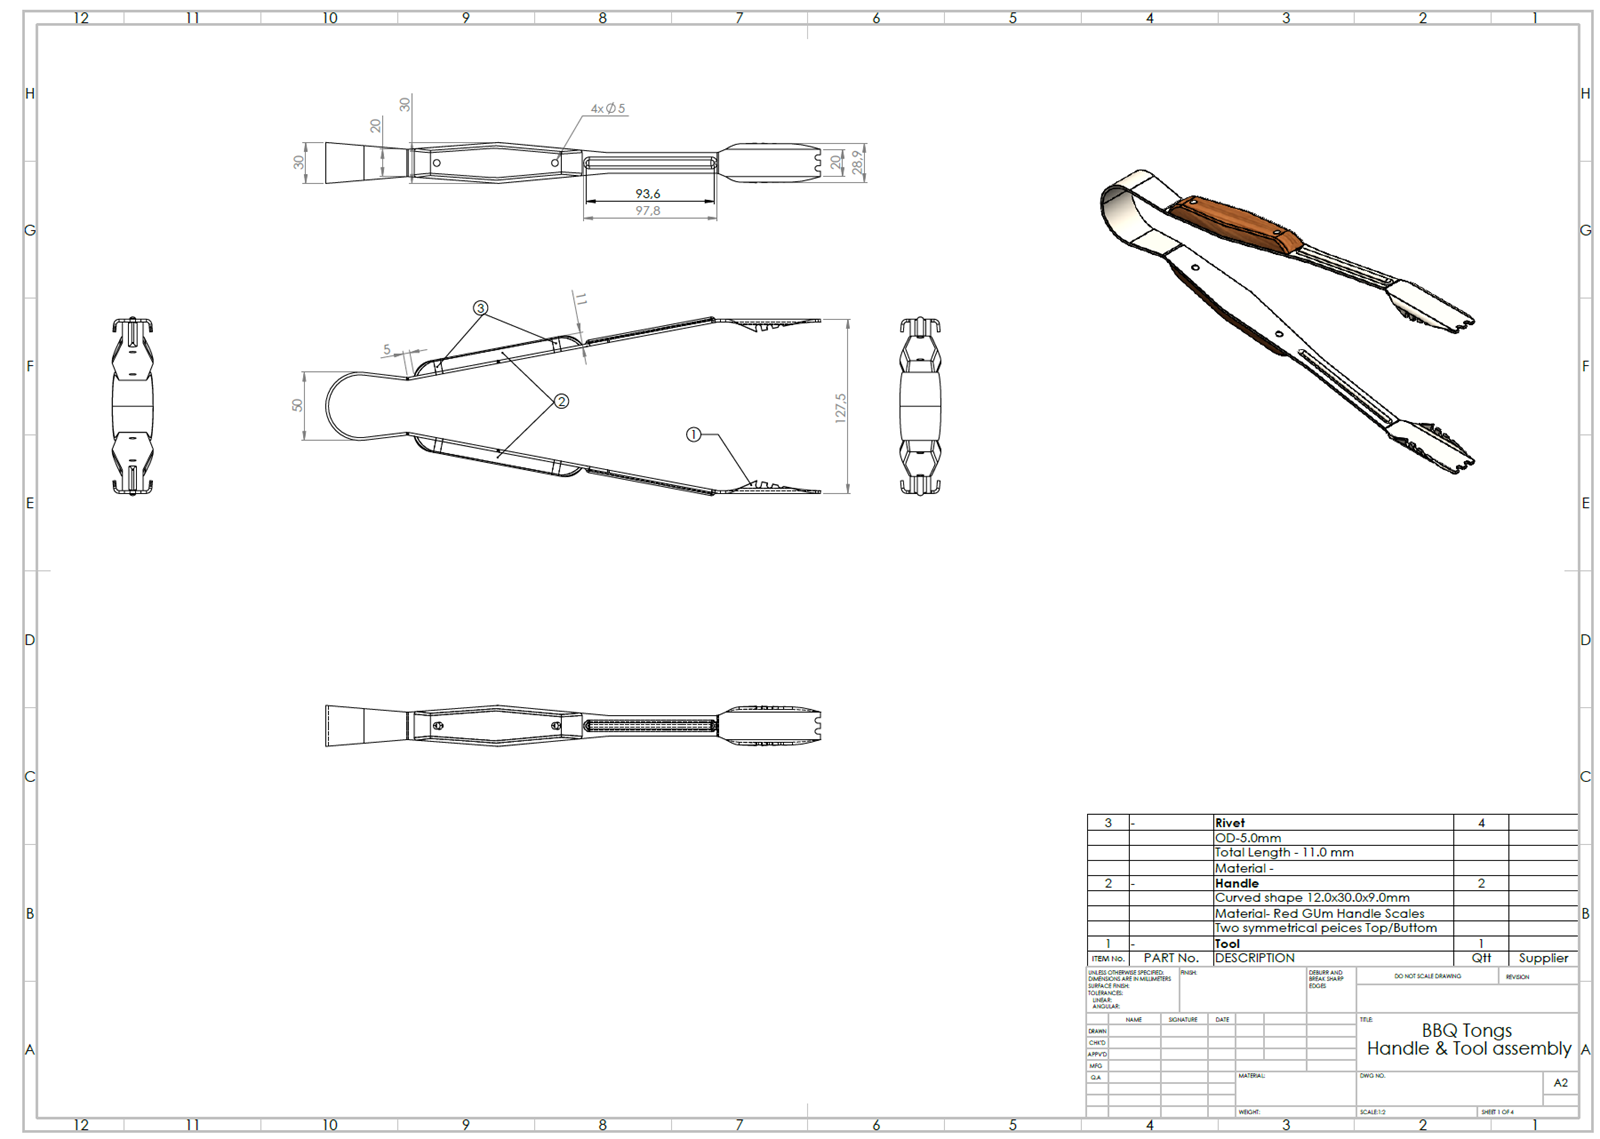 12 11 10 9 8 7 6 5 4 3 2 1
H H
30
20
30
4x Ø 5
20
28,9
93,6
97,8
G G
3
11
5
F F
50
2
127,5
1
E E
D D
C C
3 - Rivet 4
OD-5.0mm
Total Length - 11.0 mm
Material -
2 - Handle 2
Curved shape 12.0x30.0x9.0mm
B B
Material- Red GUm Handle Scales
Two symmetrical peices Top/Buttom
1 - Tool 1
ITEM No. PART No. DESCRIPTION Qtt Supplier
UNLESS OTHERWISE SPECIFIED:
DIMENSIONS ARE IN MILLIMETERS
SURFACE FINISH:
TOLERANCES:
LINEAR:
ANGULAR:
FINISH:
DEBURR AND
BREAK SHARP
EDGES
DO NOT SCALE DRAWING
REVISION
NAME SIGNATURE DATE
DRAWN
CHK'D
APPV'D
MFG
Q.A
TITLE:
BBQ Tongs
Handle & Tool assembly
A A
MATERIAL:
DWG NO.
A2
WEIGHT:
SCALE:1:2
SHEET 1 OF 4
12 11 10 9 8 7 6 5 4 3 2 1